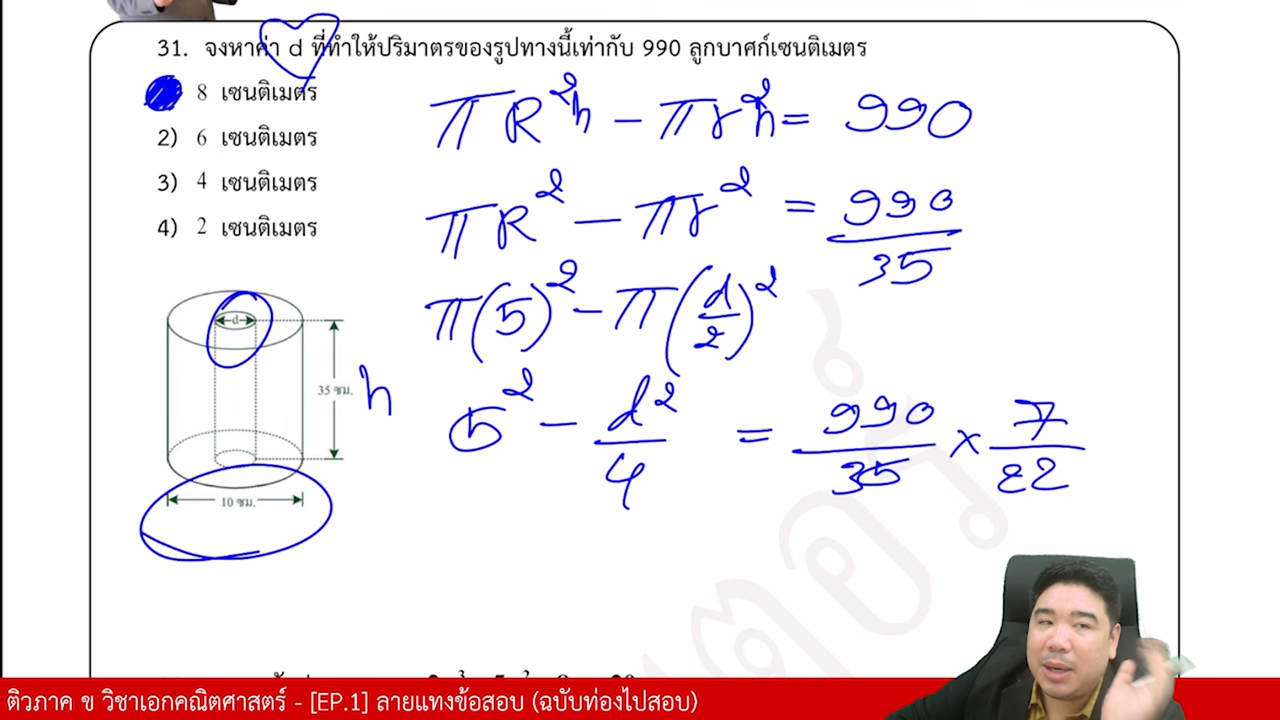 31. จงหาค่า d ที่ทำให้ปริมาตรของรูปทางนี้เท่ากับ 990 ลูกบาศก์เซนติเมตร
8 เซนติเมตร
2) 6 เซนติเมตร
3) 4 เซนติเมตร
4) 2 เซนติเมตร
πR²h − πr²h = 990
πR² − πr² = 990/35
π(5)² − π(d/2)²
5² − d²/4 = 990/35 × 7/22
d
35 ซม.
h
10 ซม.
ติวภาค ข วิชาเอกคณิตศาสตร์ - [EP.1] ลายแทงข้อสอบ (ฉบับท่องไปสอบ)